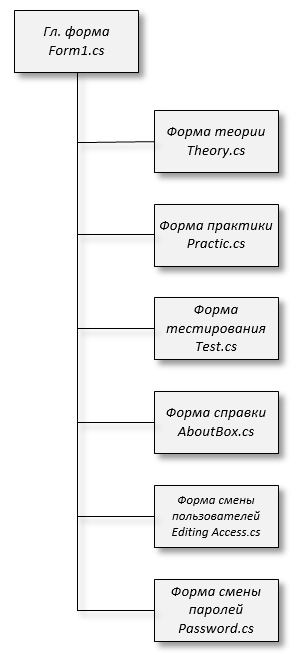 Гл. форма
Form1.cs
Форма теории
Theory.cs
Форма практики
Practic.cs
Форма
тестирования
Test.cs
Форма справки
AboutBox.cs
Форма смены
пользователей
Editing Access.cs
Форма смены
паролей
Password.cs